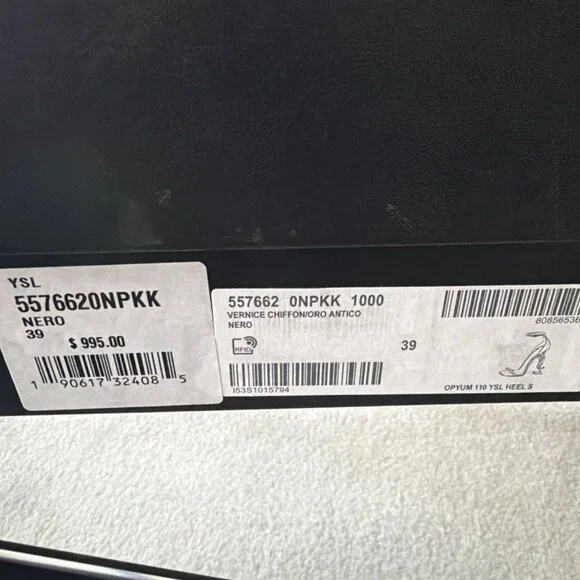 YSL
5576620NPKK
NERO
39
$ 995.00
1 90617 32408 5
557662 0NPKK 1000
VERNICE CHIFFON/ORO ANTICO
NERO
RFID
39
I53S1015794
80856536
OPYUM 110 YSL HEEL S